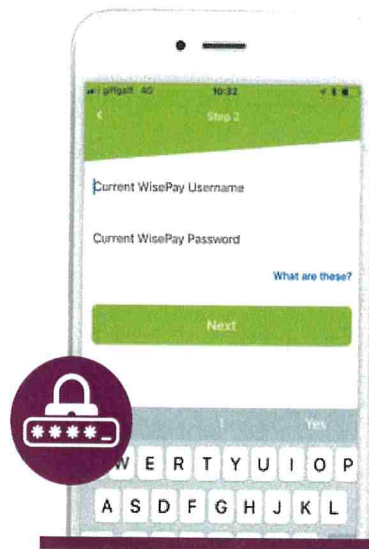 giffgaff 4G 10:32
Step 2
Current WisePay Username
Current WisePay Password
What are these?
Next
I Yes
****_
W E R T Y U I O P
A S D F G H J K L